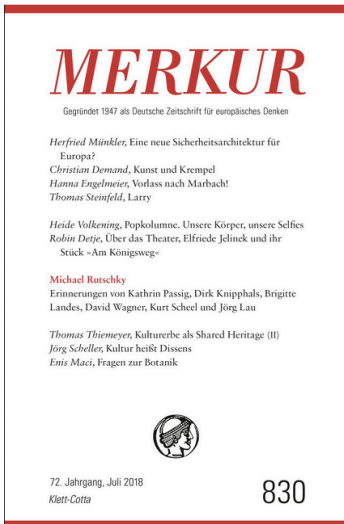 MERKUR
Gegründet 1947 als Deutsche Zeitschrift für europäisches Denken
Herfried Münkler, Eine neue Sicherheitsarchitektur für
Europa?
Christian Demand, Kunst und Krempel
Hanna Engelmeier, Vorlass nach Marbach!
Thomas Steinfeld, Larry
Heide Volkening, Popkolumne. Unsere Körper, unsere Selfies
Robin Detje, Über das Theater, Elfriede Jelinek und ihr
Stück »Am Königsweg«
Michael Rutschky
Erinnerungen von Kathrin Passig, Dirk Knipphals, Brigitte
Landes, David Wagner, Kurt Scheel und Jörg Lau
Thomas Thiemeyer, Kulturerbe als Shared Heritage (II)
Jörg Scheller, Kultur heißt Dissens
Enis Maci, Fragen zur Botanik
72. Jahrgang, Juli 2018
Klett-Cotta
830